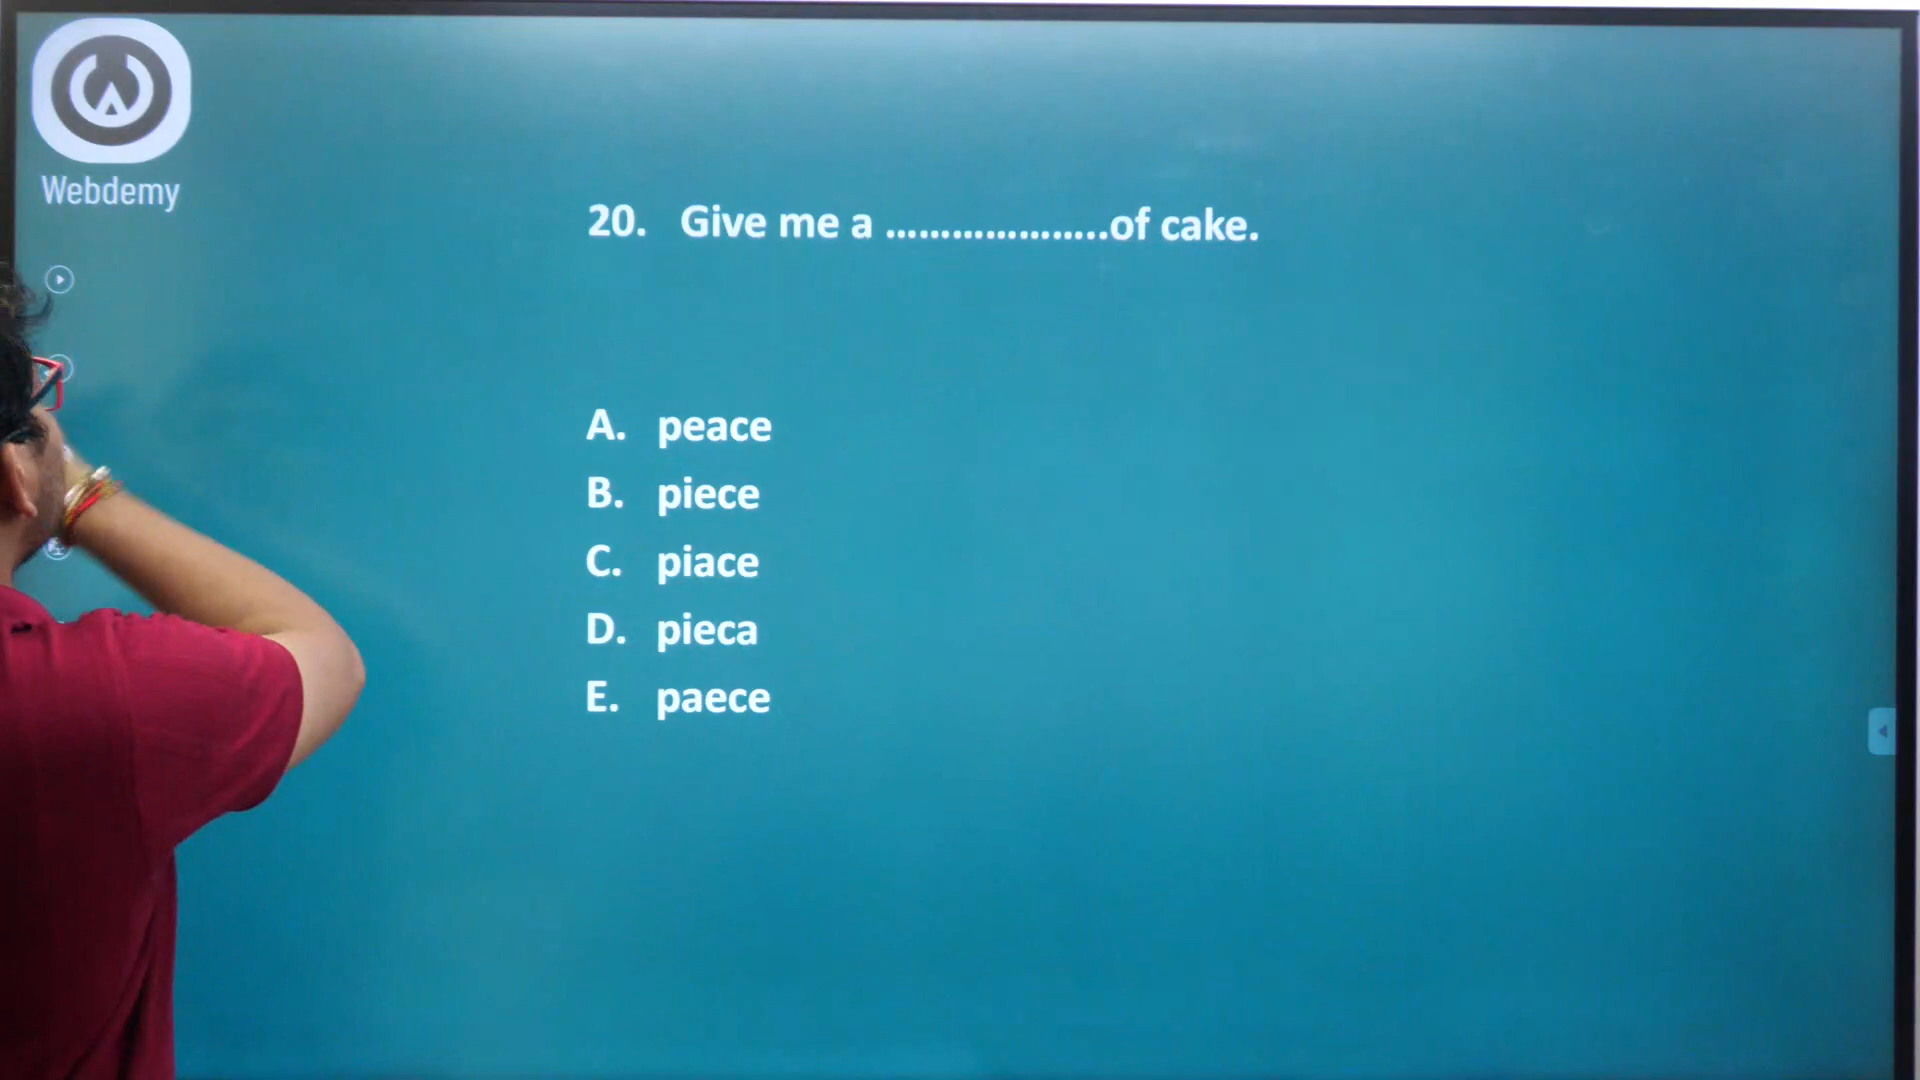 Webdemy
20. Give me a ....................of cake.
A. peace
B. piece
C. piace
D. pieca
E. paece